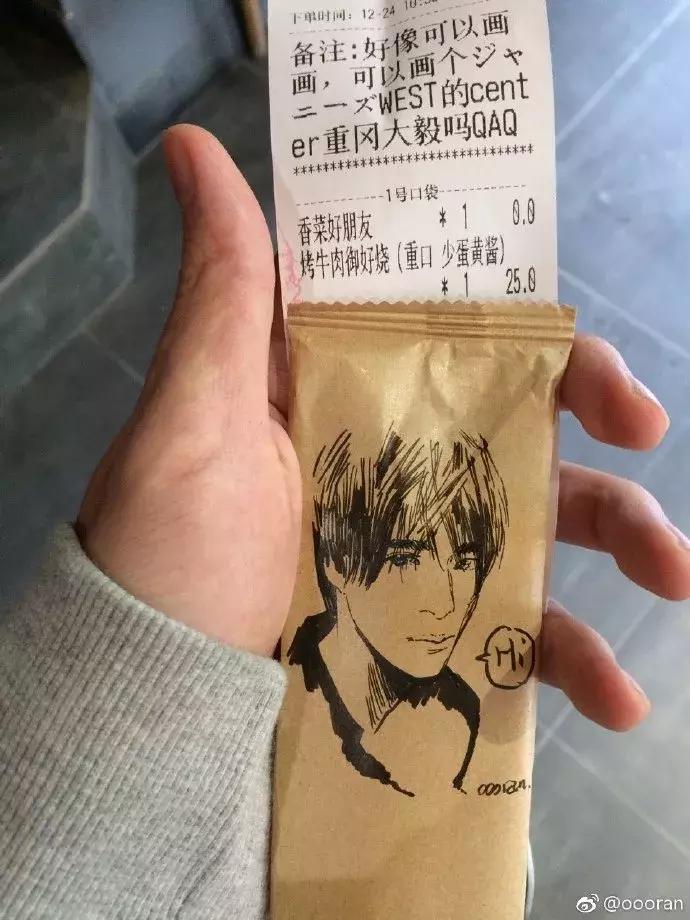 下单时间: 12-24 10:
备注:好像可以画
画, 可以画个ジャ
ニーズWEST的cent
er重冈大毅吗QAQ
********************************
----------1号口袋----------
香菜好朋友 * 1 0.0
烤牛肉御好烧(重口 少蛋黄酱)
* 1 25.0
Hi
oooran.
@oooran